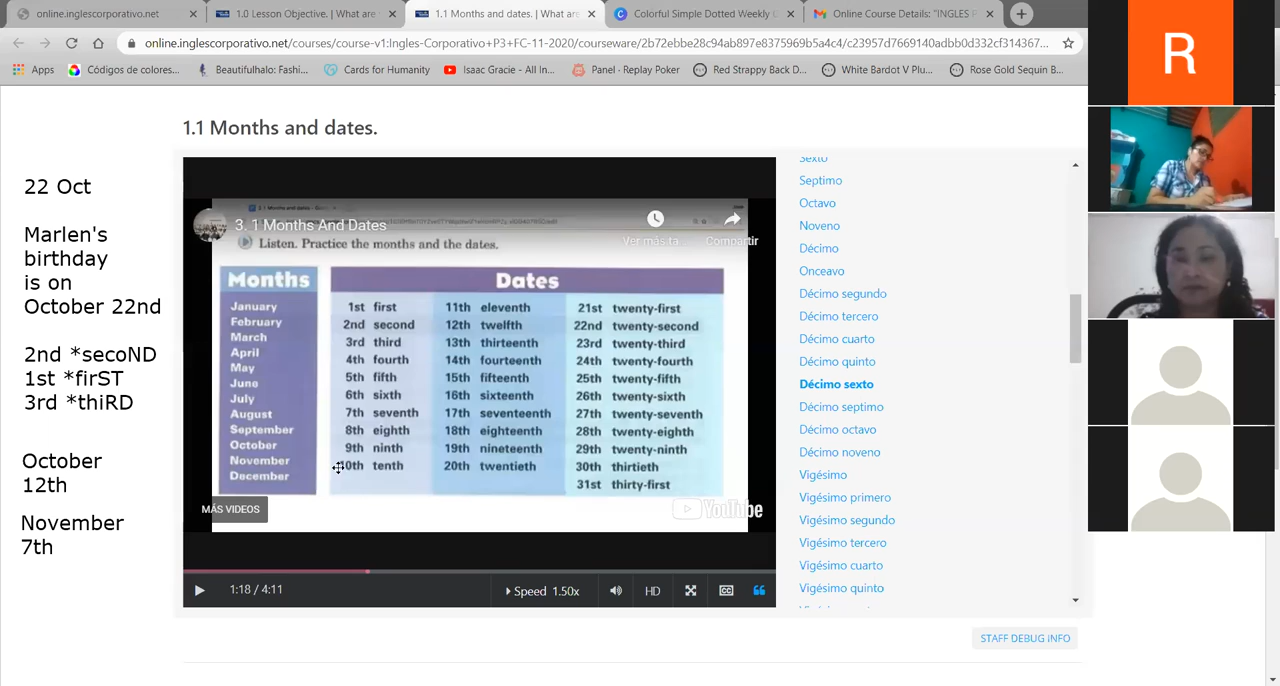 online.inglescorporativo.net
1.0 Lesson Objective. | What are
1.1 Months and dates. | What are
Colorful Simple Dotted Weekly C
Online Course Details: "INGLES P
online.inglescorporativo.net/courses/course-v1:Ingles-Corporativo+P3+FC-11-2020/courseware/2b72ebbe28c94ab897e8375969b5a4c4/c23957d7669140adbb0d332cf314367...
Apps
Códigos de colores...
Beautifulhalo: Fashi...
Cards for Humanity
Isaac Gracie - All In...
Panel · Replay Poker
Red Strappy Back D...
White Bardot V Plu...
Rose Gold Sequin B...
1.1 Months and dates.
22 Oct
Marlen's
birthday
is on
October 22nd
2nd *secoND
1st *firST
3rd *thiRD
October
12th
November
7th
3. 1 Months And Dates
Ver más ta
Compartir
Listen. Practice the months and the dates.
Months
January
February
March
April
May
June
July
August
September
October
November
December
Dates
1st first
2nd second
3rd third
4th fourth
5th fifth
6th sixth
7th seventh
8th eighth
9th ninth
10th tenth
11th eleventh
12th twelfth
13th thirteenth
14th fourteenth
15th fifteenth
16th sixteenth
17th seventeenth
18th eighteenth
19th nineteenth
20th twentieth
21st twenty-first
22nd twenty-second
23rd twenty-third
24th twenty-fourth
25th twenty-fifth
26th twenty-sixth
27th twenty-seventh
28th twenty-eighth
29th twenty-ninth
30th thirtieth
31st thirty-first
MÁS VIDEOS
YouTube
1:18 / 4:11
Speed 1.50x
HD
Sexto
Septimo
Octavo
Noveno
Décimo
Onceavo
Décimo segundo
Décimo tercero
Décimo cuarto
Décimo quinto
Décimo sexto
Décimo septimo
Décimo octavo
Décimo noveno
Vigésimo
Vigésimo primero
Vigésimo segundo
Vigésimo tercero
Vigésimo cuarto
Vigésimo quinto
STAFF DEBUG INFO
R